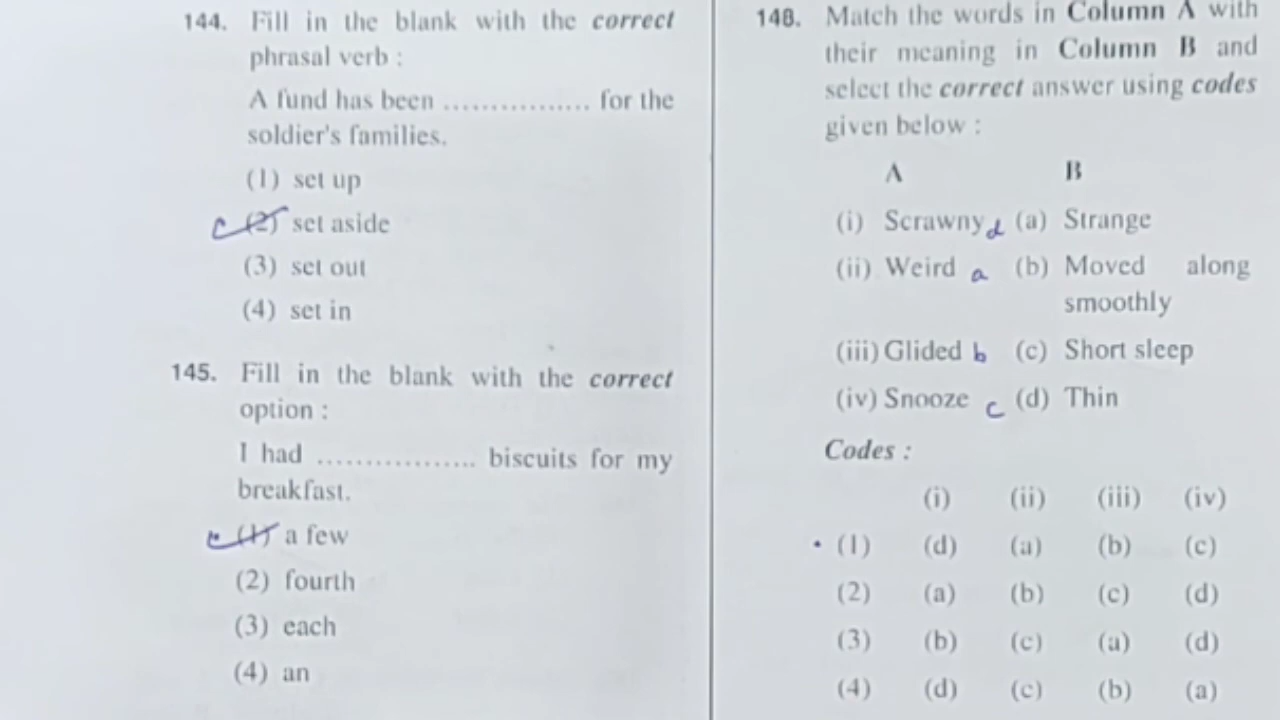 144. Fill in the blank with the correct
phrasal verb :
A fund has been ................ for the
soldier's families.
(1) set up
(2) set aside
(3) set out
(4) set in
145. Fill in the blank with the correct
option :
I had ................. biscuits for my
breakfast.
(1) a few
(2) fourth
(3) each
(4) an
148. Match the words in Column A with
their meaning in Column B and
select the correct answer using codes
given below :
A B
(i) Scrawny d (a) Strange
(ii) Weird a (b) Moved along
smoothly
(iii) Glided b (c) Short sleep
(iv) Snooze c (d) Thin
Codes :
(i) (ii) (iii) (iv)
(1) (d) (a) (b) (c)
(2) (a) (b) (c) (d)
(3) (b) (c) (a) (d)
(4) (d) (c) (b) (a)